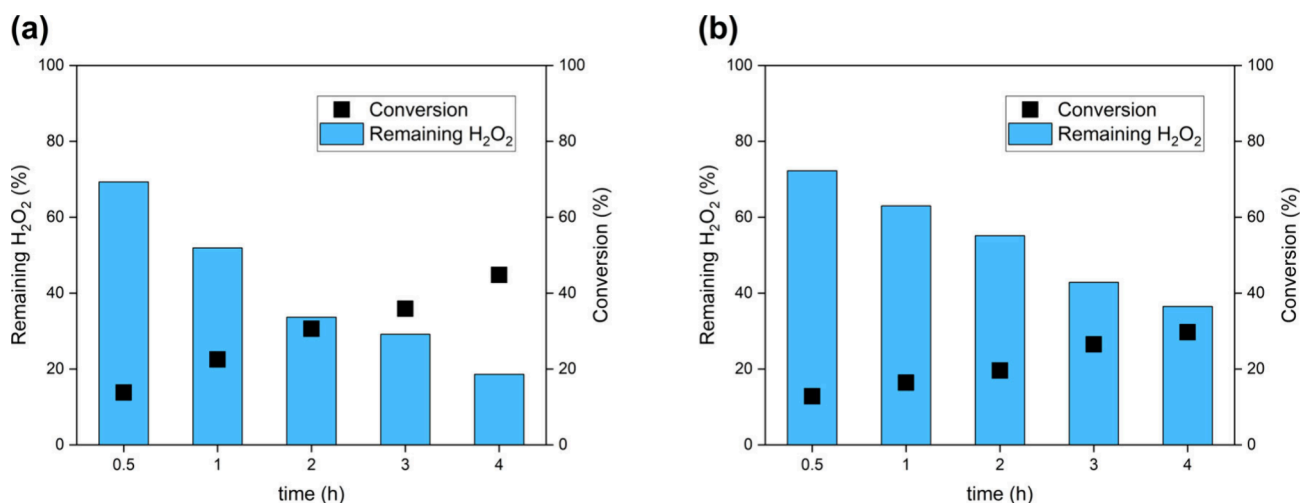 (a)
100
80
60
40
20
0
Remaining H₂O₂ (%)
Conversion
Remaining H₂O₂
100
80
60
40
20
0
Conversion (%)
0.5 1 2 3 4
time (h)
(b)
100
80
60
40
20
0
Remaining H₂O₂ (%)
Conversion
Remaining H₂O₂
100
80
60
40
20
0
Conversion (%)
0.5 1 2 3 4
time (h)